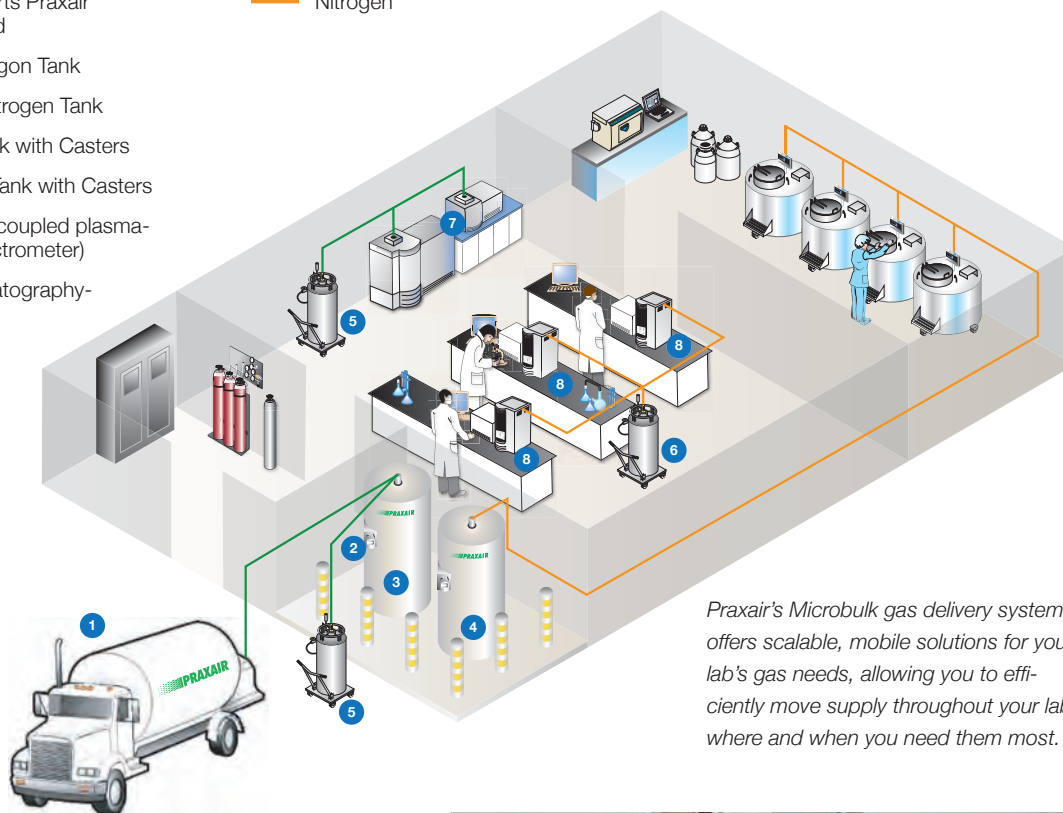 Praxair
Nitrogen
gon Tank
trogen Tank
k with Casters
Tank with Casters
coupled plasma-
ctrometer)
atography-
7
5
8
8
6
8
PRAXAIR
2
PRAXAIR
3
4
1
PRAXAIR
5
Praxair's Microbulk gas delivery system
offers scalable, mobile solutions for you
lab's gas needs, allowing you to effi-
ciently move supply throughout your lab
where and when you need them most.